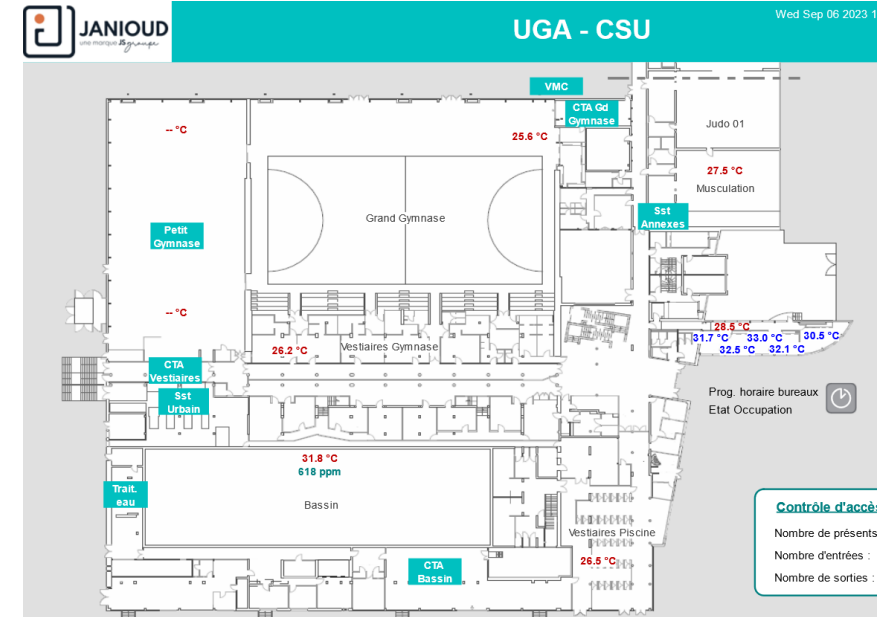 JANIOUD
une marque groupe
UGA - CSU
Wed Sep 06 2023 1
VMC
CTA Gd
Gymnase
-- °C
25.6 °C
Judo 01
27.5 °C
Musculation
Grand Gymnase
Sst
Annexes
Petit
Gymnase
-- °C
28.5 °C
31.7 °C
33.0 °C
30.5 °C
32.5 °C
32.1 °C
26.2 °C
Vestiaires Gymnase
CTA
Vestiaires
Sst
Urbain
Prog. horaire bureaux
Etat Occupation
31.8 °C
618 ppm
Bassin
Trait.
eau
Vestiaires Piscine
26.5 °C
CTA
Bassin
Contrôle d'accès
Nombre de présents
Nombre d'entrées :
Nombre de sorties :